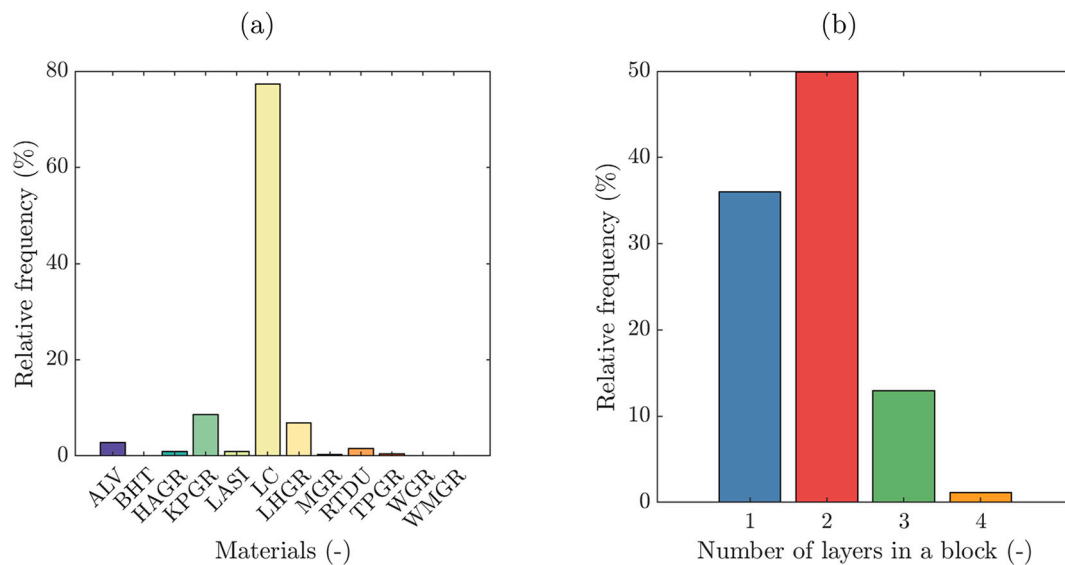 (a)
Relative frequency (%)
80
60
40
20
0
ALV
BHT
HAGR
KPGR
LASI
LC
LHGR
MGR
RTDU
TPGR
WGR
WMGR
Materials (-)
(b)
Relative frequency (%)
50
40
30
20
10
0
1
2
3
4
Number of layers in a block (-)